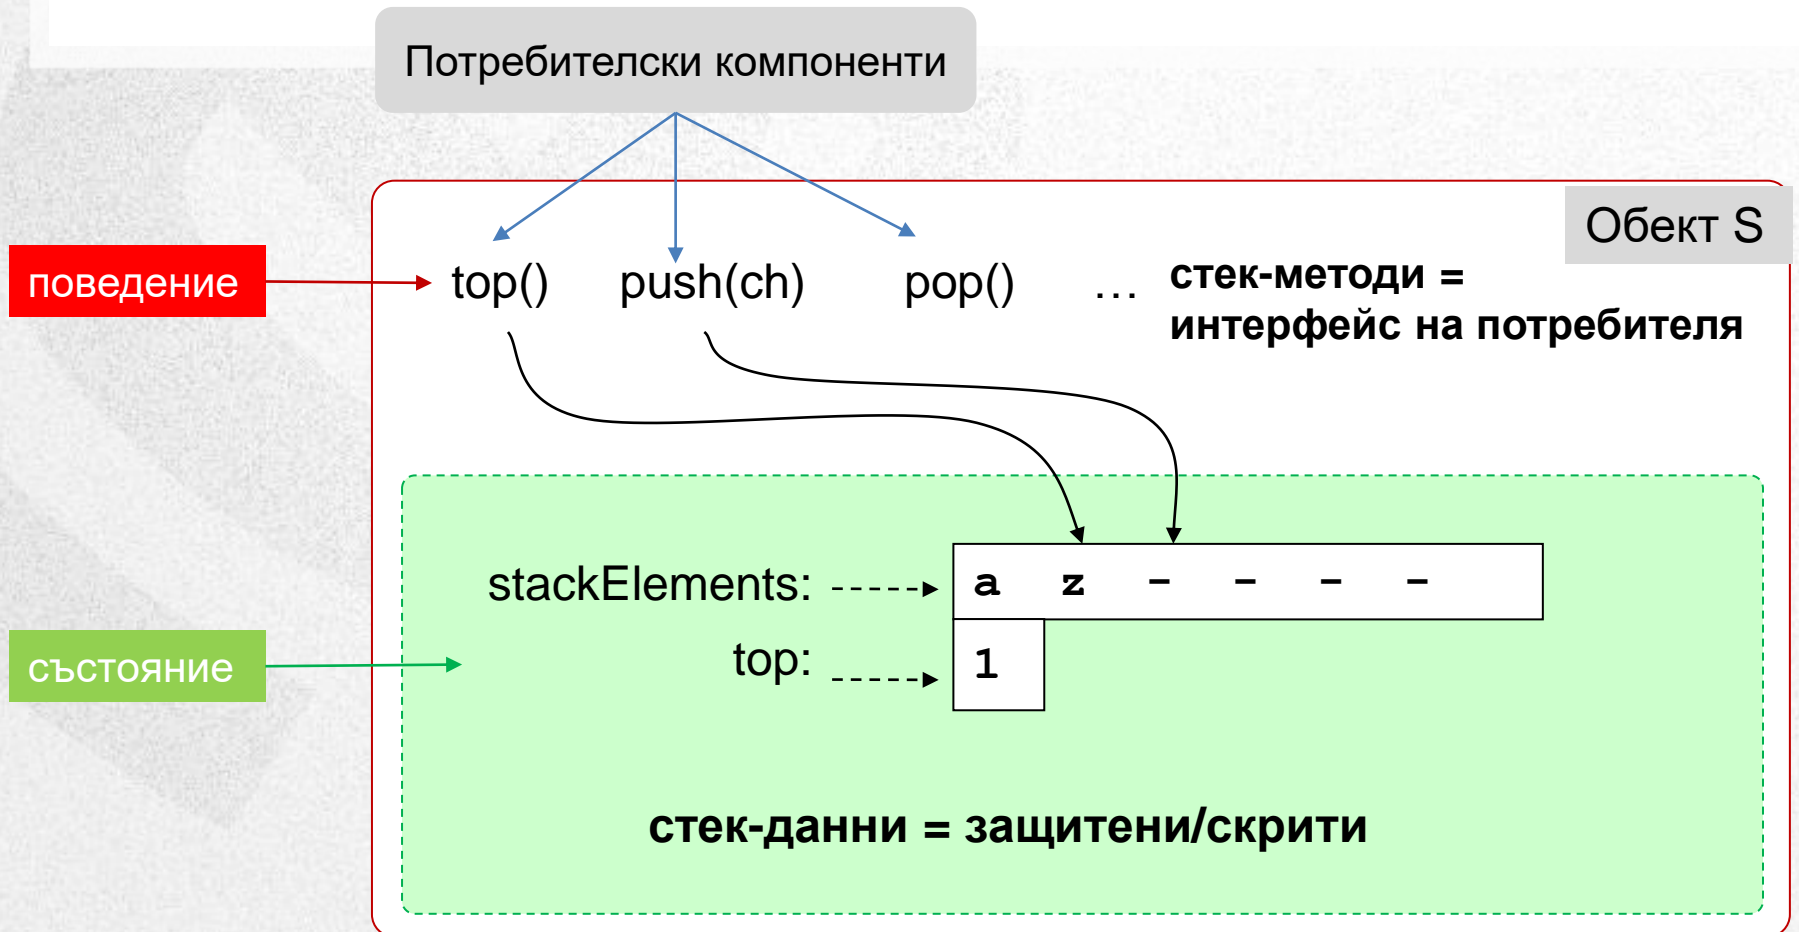 Потребителски компоненти
Обект S
поведение
top() push(ch) pop() …
стек-методи =
интерфейс на потребителя
stackElements: a z – – – –
top: 1
състояние
стек-данни = защитени/скрити